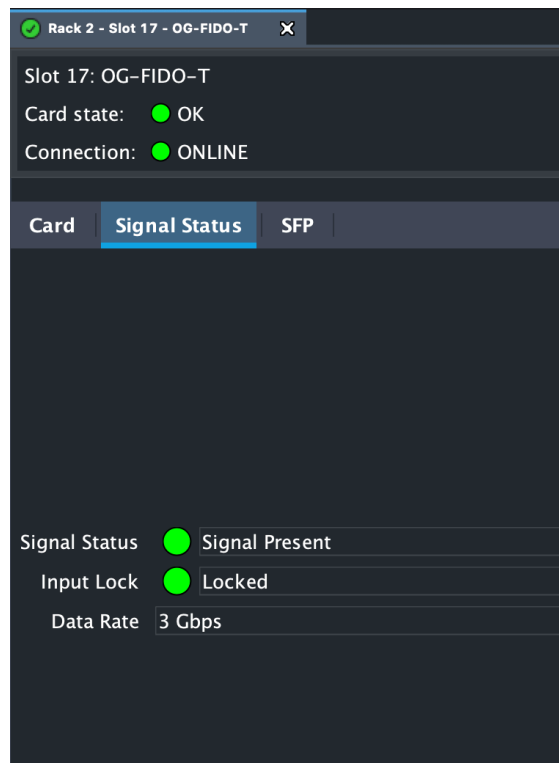 Rack 2 - Slot 17 - OG-FIDO-T
Slot 17: OG-FIDO-T
Card state: OK
Connection: ONLINE
Card Signal Status SFP
Signal Status Signal Present
Input Lock Locked
Data Rate 3 Gbps